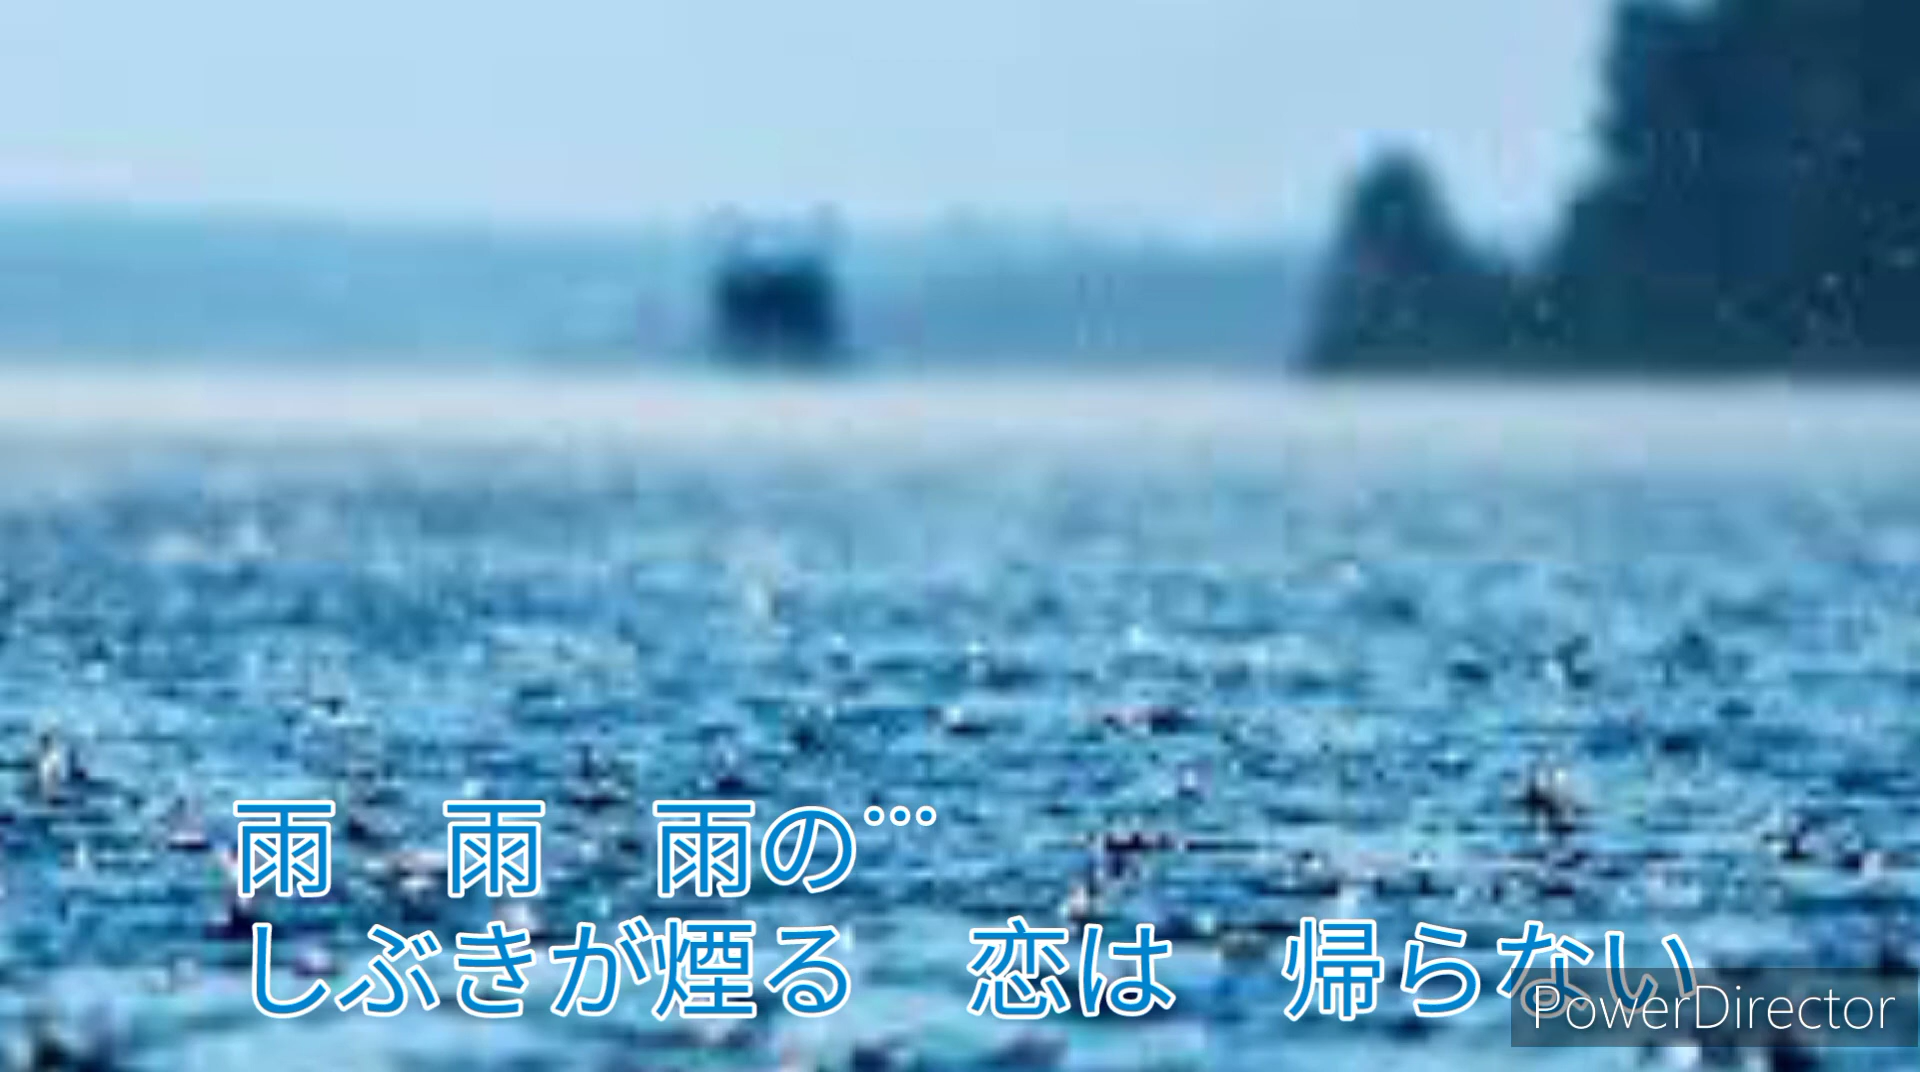 雨　雨　雨の…
しぶきが煙る　恋は　帰らない
PowerDirector